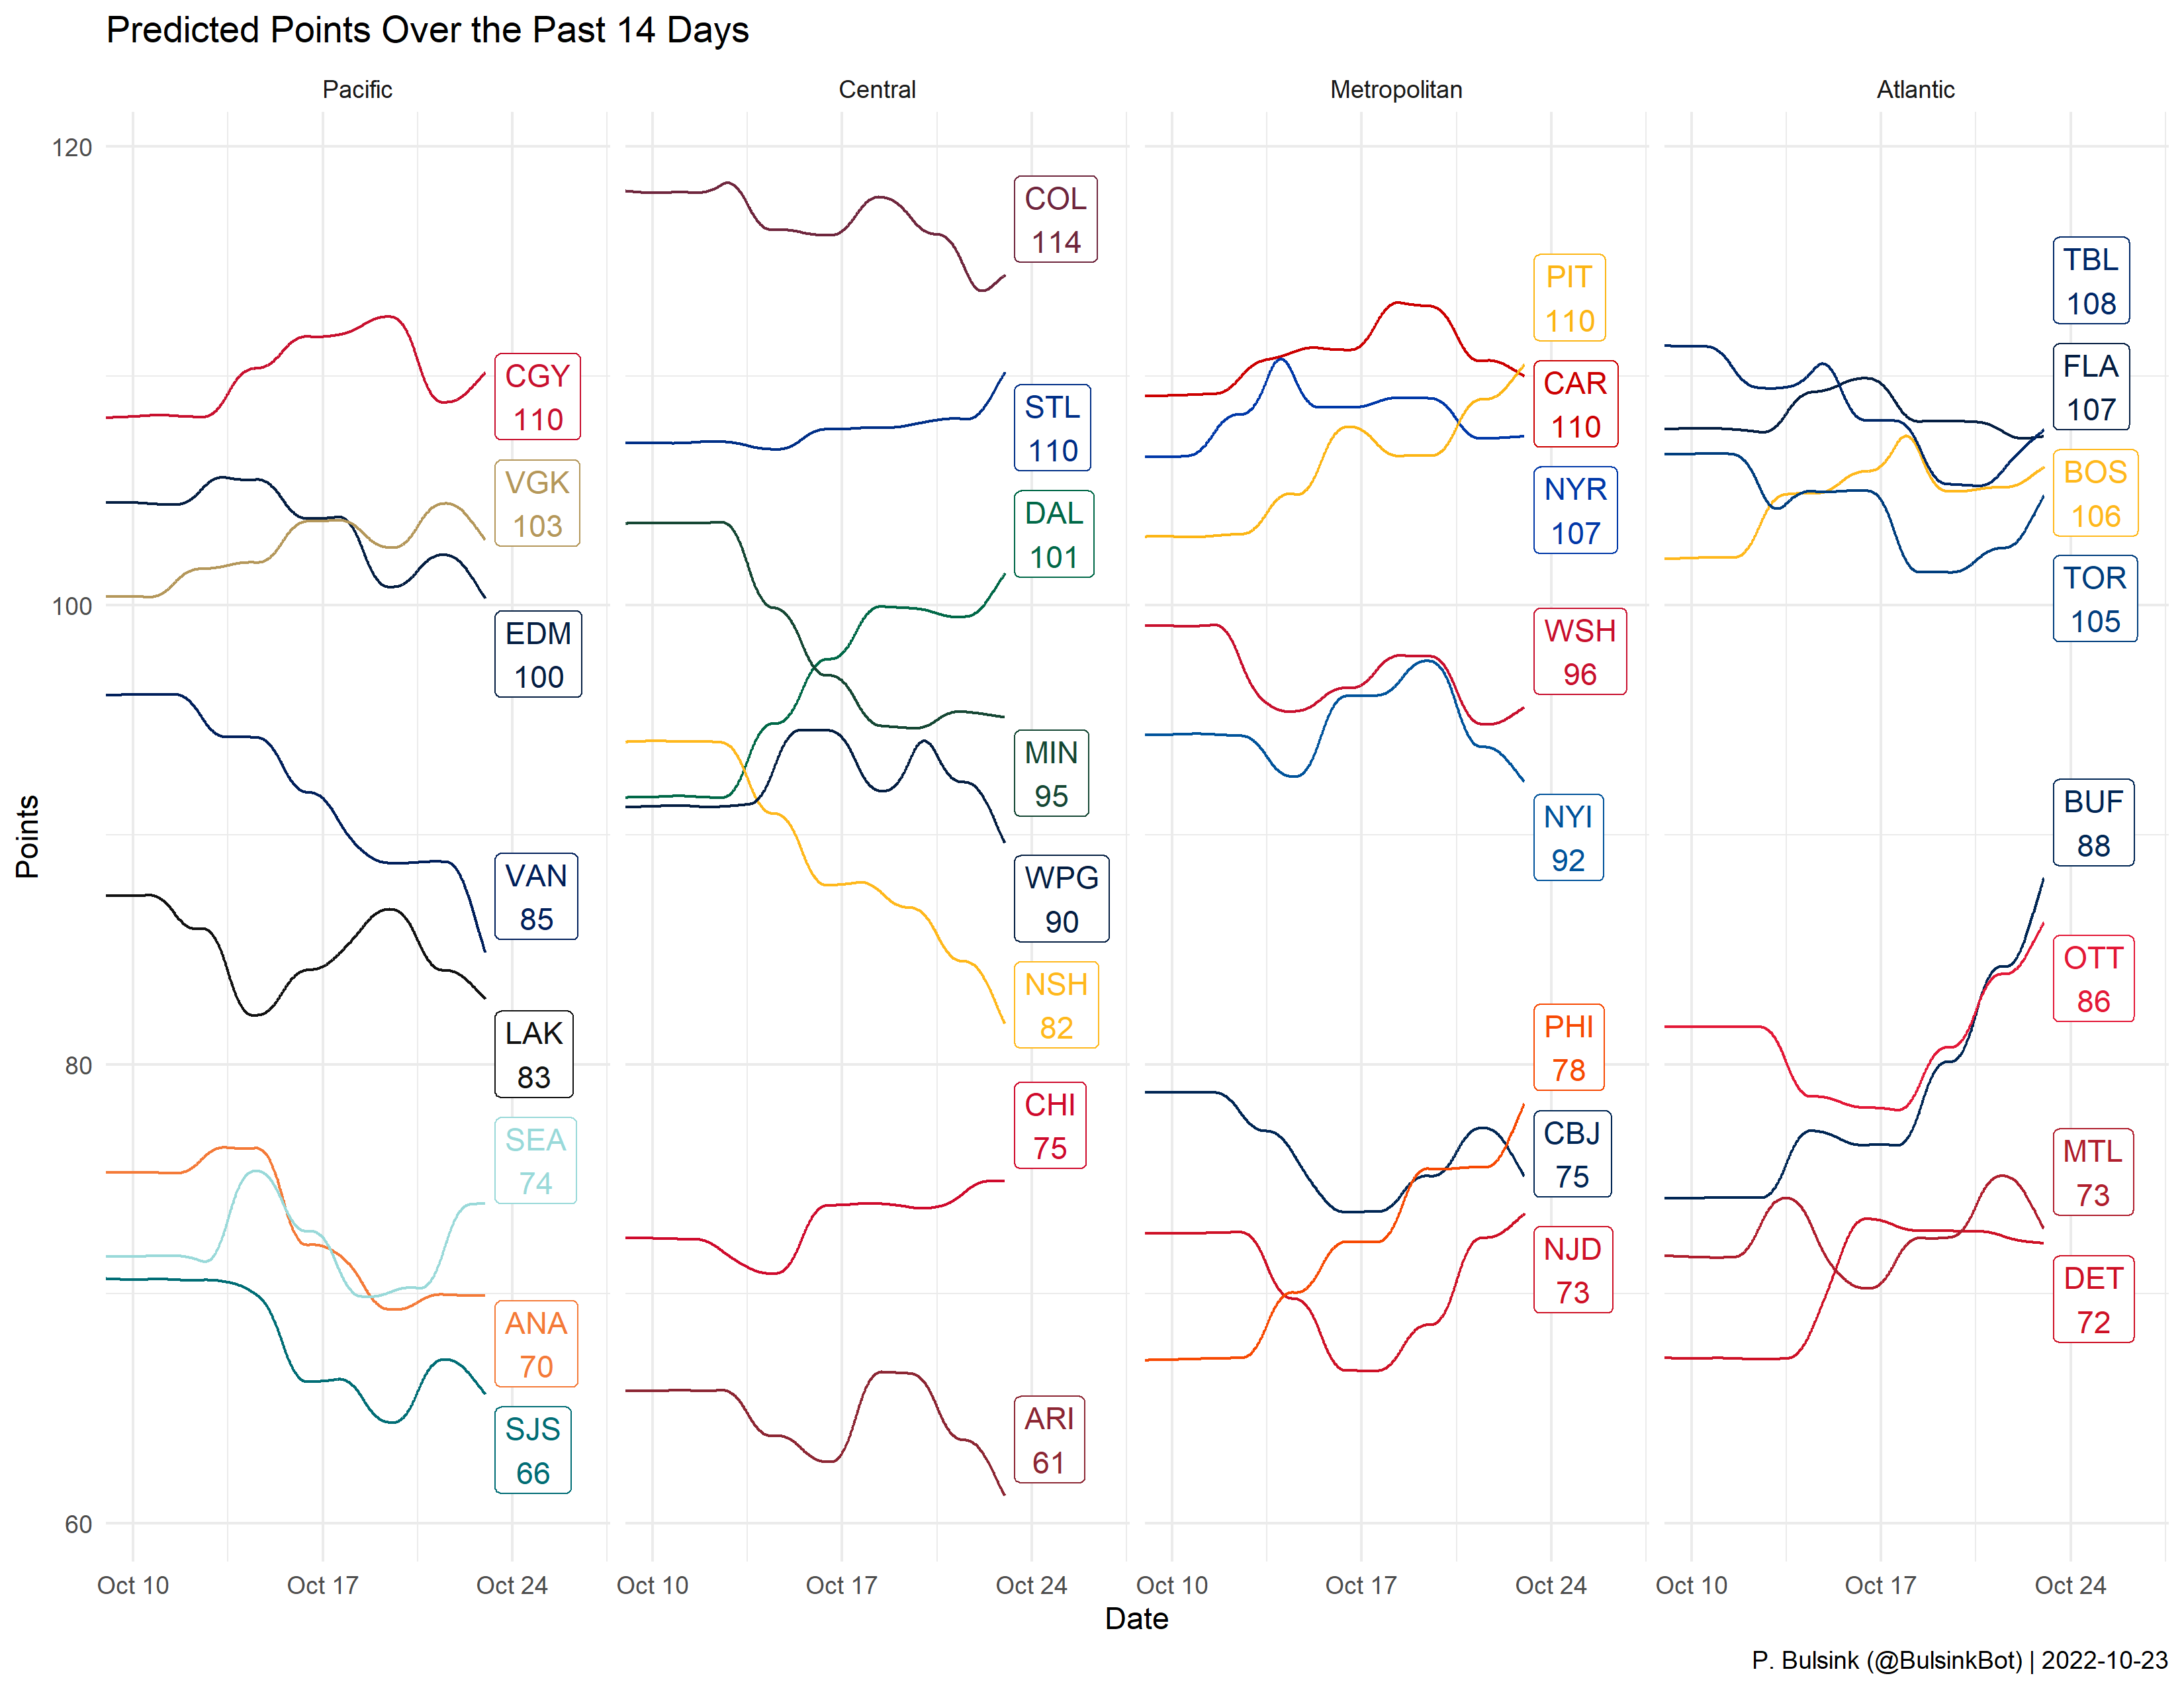 Predicted Points Over the Past 14 Days
Pacific
Central
Metropolitan
Atlantic
Points
120
100
80
60
CGY
110
VGK
103
EDM
100
VAN
85
LAK
83
SEA
74
ANA
70
SJS
66
COL
114
STL
110
DAL
101
MIN
95
WPG
90
NSH
82
CHI
75
ARI
61
PIT
110
CAR
110
NYR
107
WSH
96
NYI
92
PHI
78
CBJ
75
NJD
73
TBL
108
FLA
107
BOS
106
TOR
105
BUF
88
OTT
86
MTL
73
DET
72
Oct 10 Oct 17 Oct 24 Oct 10 Oct 17 Oct 24 Oct 10 Oct 17 Oct 24 Oct 10 Oct 17 Oct 24
Date
P. Bulsink (@BulsinkBot) | 2022-10-23